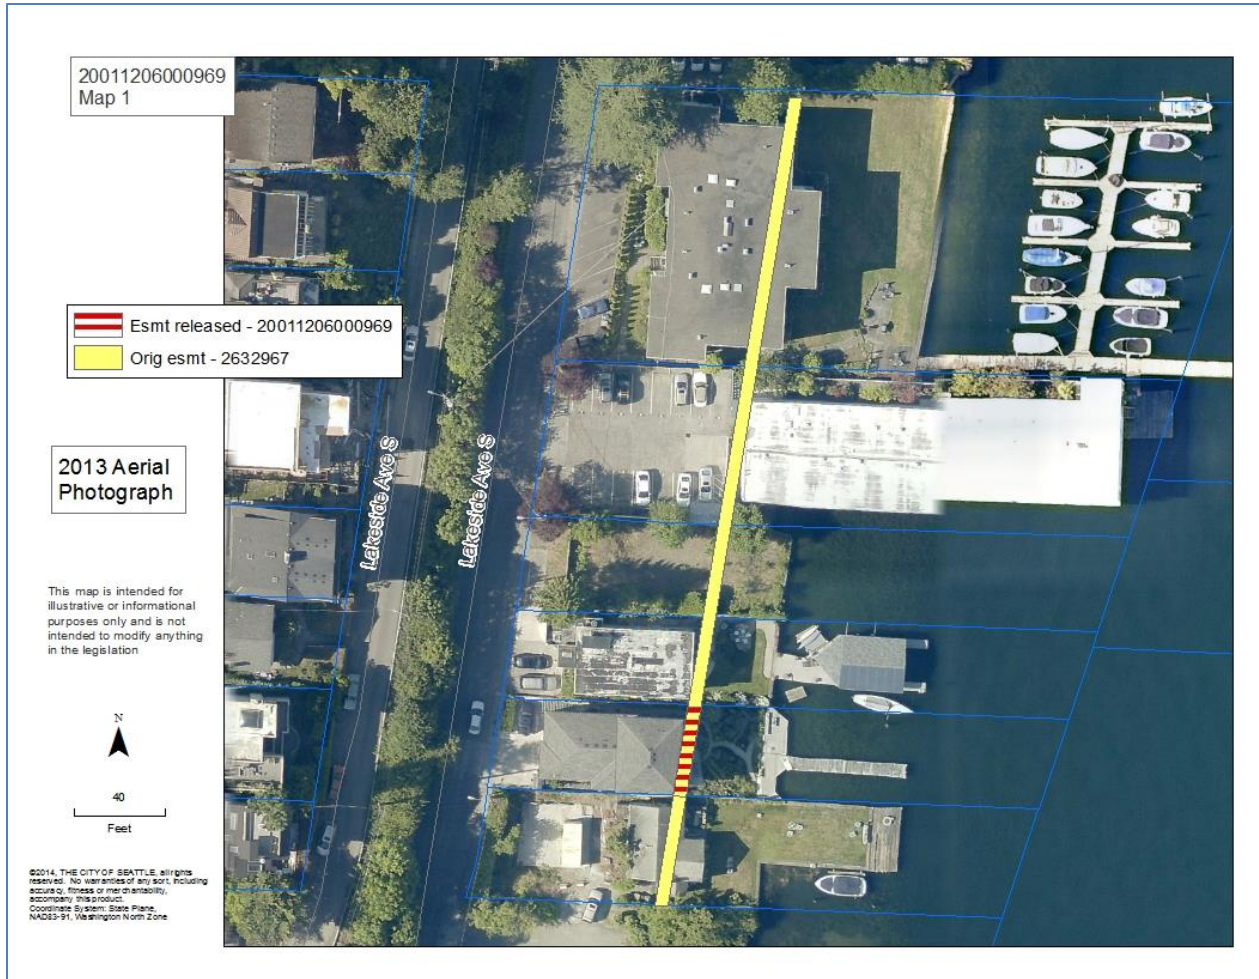 20011206000969
Map 1
Esmt released - 20011206000969
Orig esmt - 2632967
Lakeside Ave S
Lakeside Ave S
2013 Aerial
Photograph
This map is intended for
illustrative or informational
purposes only and is not
intended to modify anything
in the legislation
N
40
Feet
©2014, THE CITY OF SEATTLE, all rights
reserved. No warranties of any sort, including
accuracy, fitness or merchantability,
accompany this product.
Coordinate System: State Plane,
NAD83-91, Washington North Zone